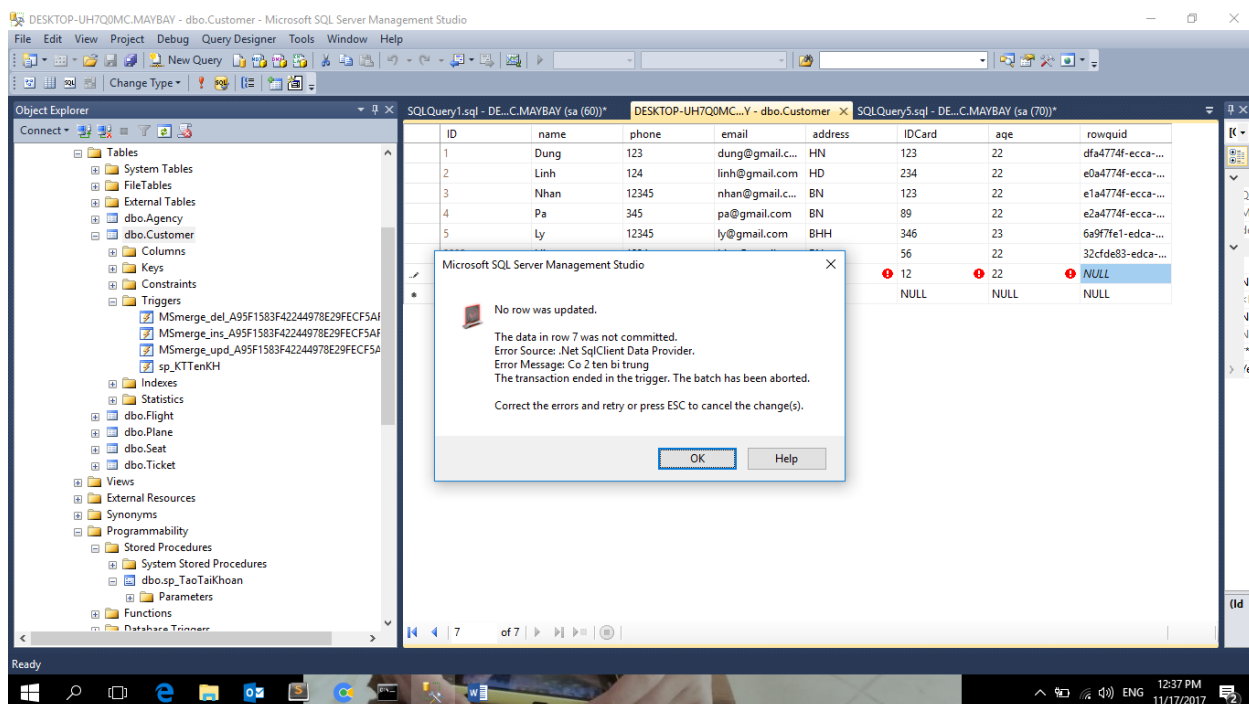 DESKTOP-UH7Q0MC.MAYBAY - dbo.Customer - Microsoft SQL Server Management Studio
File Edit View Project Debug Query Designer Tools Window Help
New Query
Change Type
Object Explorer
SQLQuery1.sql - DE...C.MAYBAY (sa (60))*
DESKTOP-UH7Q0MC...Y - dbo.Customer
SQLQuery5.sql - DE...C.MAYBAY (sa (70))*
Connect
Tables
System Tables
FileTables
External Tables
dbo.Agency
dbo.Customer
Columns
Keys
Constraints
Triggers
MSmerge_del_A95F1583F42244978E29FECF5AF
MSmerge_ins_A95F1583F42244978E29FECF5AF
MSmerge_upd_A95F1583F42244978E29FECF5A
sp_KTTenKH
Indexes
Statistics
dbo.Flight
dbo.Plane
dbo.Seat
dbo.Ticket
Views
External Resources
Synonyms
Programmability
Stored Procedures
System Stored Procedures
dbo.sp_TaoTaiKhoan
Parameters
Functions
Database Triggers
ID name phone email address IDCard age rowguid
1 Dung 123 dung@gmail.c... HN 123 22 dfa4774f-ecca-...
2 Linh 124 linh@gmail.com HD 234 22 e0a4774f-ecca-...
3 Nhan 12345 nhan@gmail.c... BN 123 22 e1a4774f-ecca-...
4 Pa 345 pa@gmail.com BN 89 22 e2a4774f-ecca-...
5 Ly 12345 ly@gmail.com BHH 346 23 6a9f7fe1-edca-...
56 22 32cfde83-edca-...
12 22 NULL
NULL NULL NULL
Microsoft SQL Server Management Studio
No row was updated.
The data in row 7 was not committed.
Error Source: .Net SqlClient Data Provider.
Error Message: Co 2 ten bi trung
The transaction ended in the trigger. The batch has been aborted.
Correct the errors and retry or press ESC to cancel the change(s).
OK Help
7 of 7
(Id
Ready
ENG
12:37 PM
11/17/2017